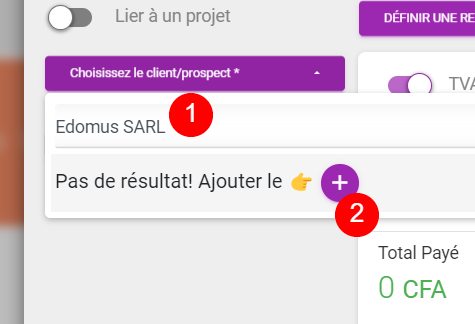 Lier à un projet
DÉFINIR UNE RE
Choisissez le client/prospect *
TVA
Edomus SARL
1
Pas de résultat! Ajouter le 👉 +
2
Total Payé
0 CFA